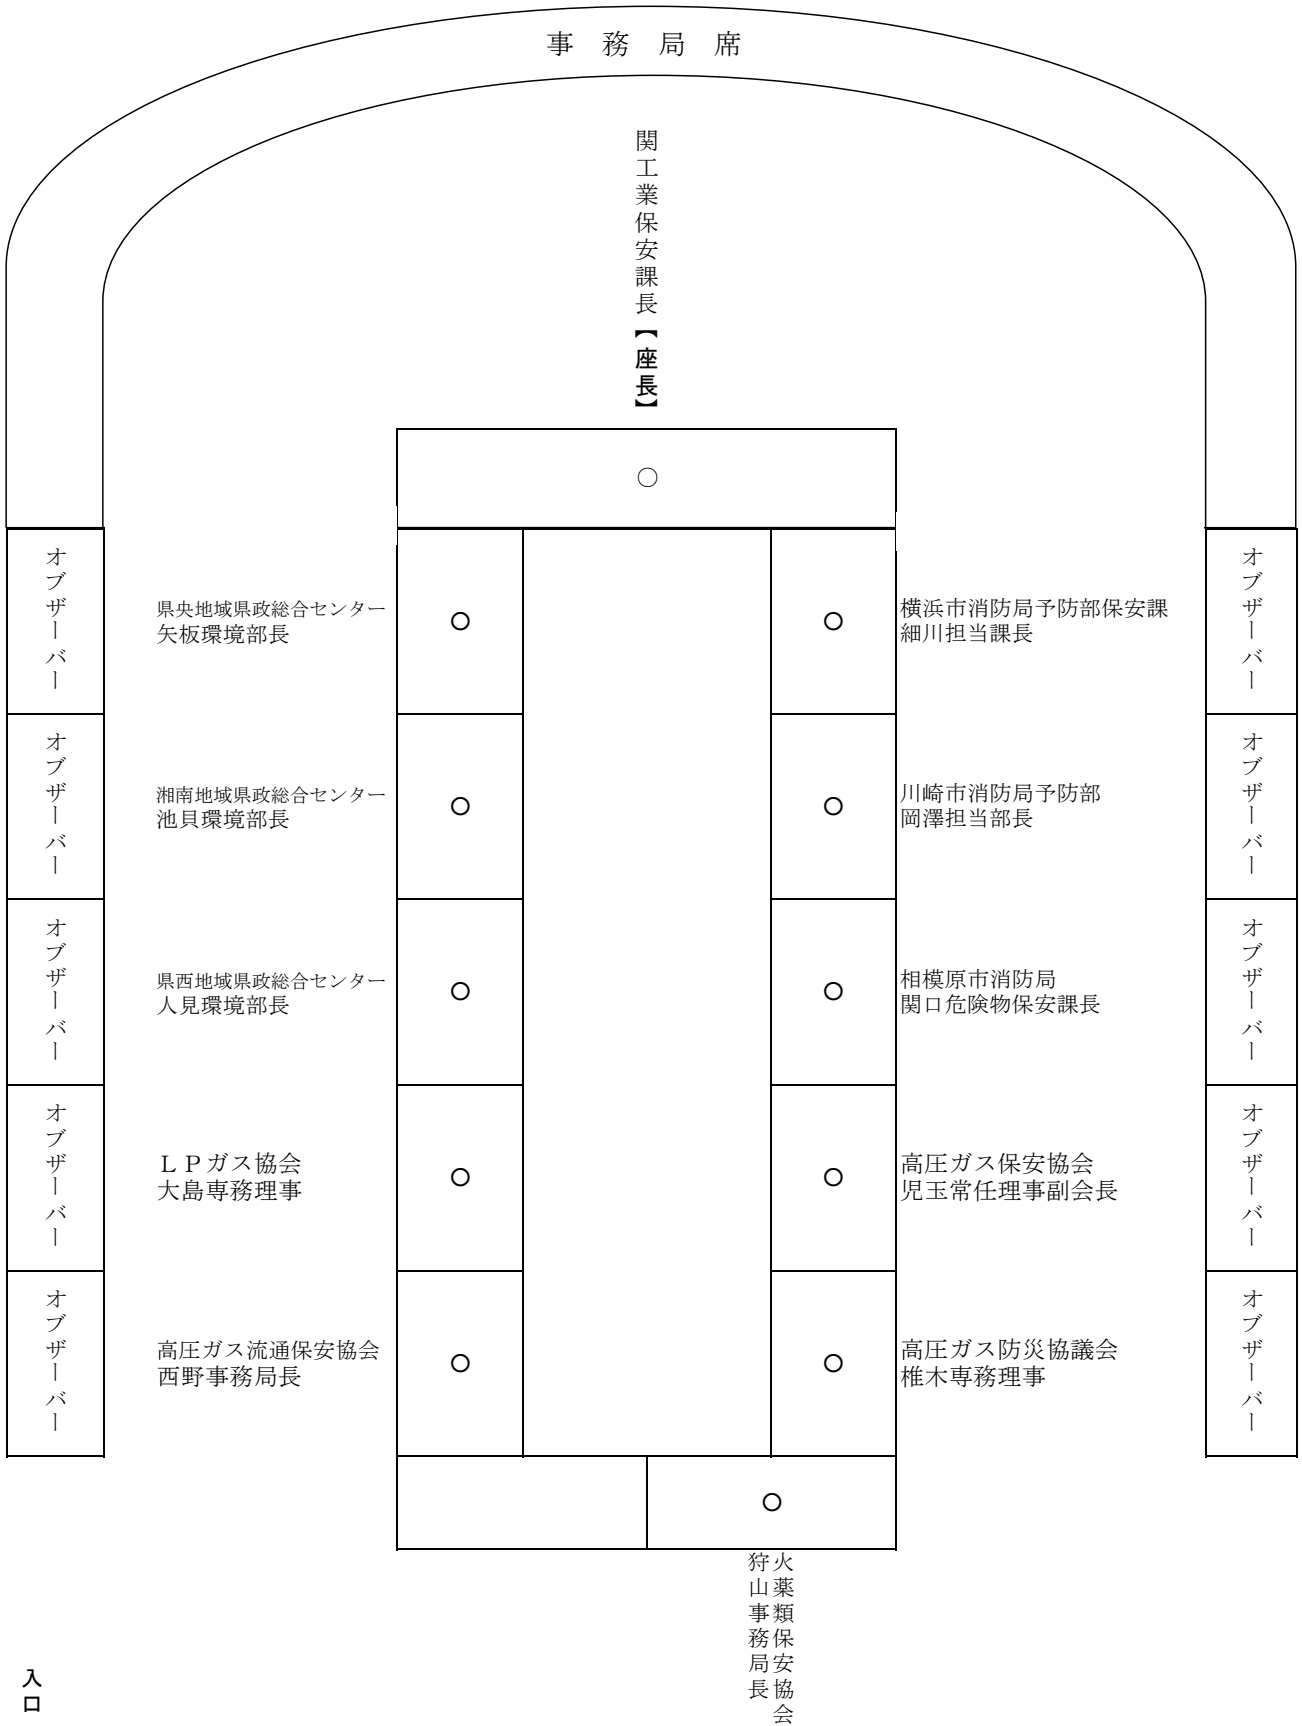 事務局席
関工業保安課長【座長】
オブザーバー
県央地域県政総合センター
矢板環境部長
横浜市消防局予防部保安課
細川担当課長
オブザーバー
オブザーバー
湘南地域県政総合センター
池貝環境部長
川崎市消防局予防部
岡澤担当部長
オブザーバー
オブザーバー
県西地域県政総合センター
人見環境部長
相模原市消防局
関口危険物保安課長
オブザーバー
オブザーバー
ＬＰガス協会
大島専務理事
高圧ガス保安協会
児玉常任理事副会長
オブザーバー
オブザーバー
高圧ガス流通保安協会
西野事務局長
高圧ガス防災協議会
椎木専務理事
オブザーバー
火薬類保安協会
狩山事務局長
入口